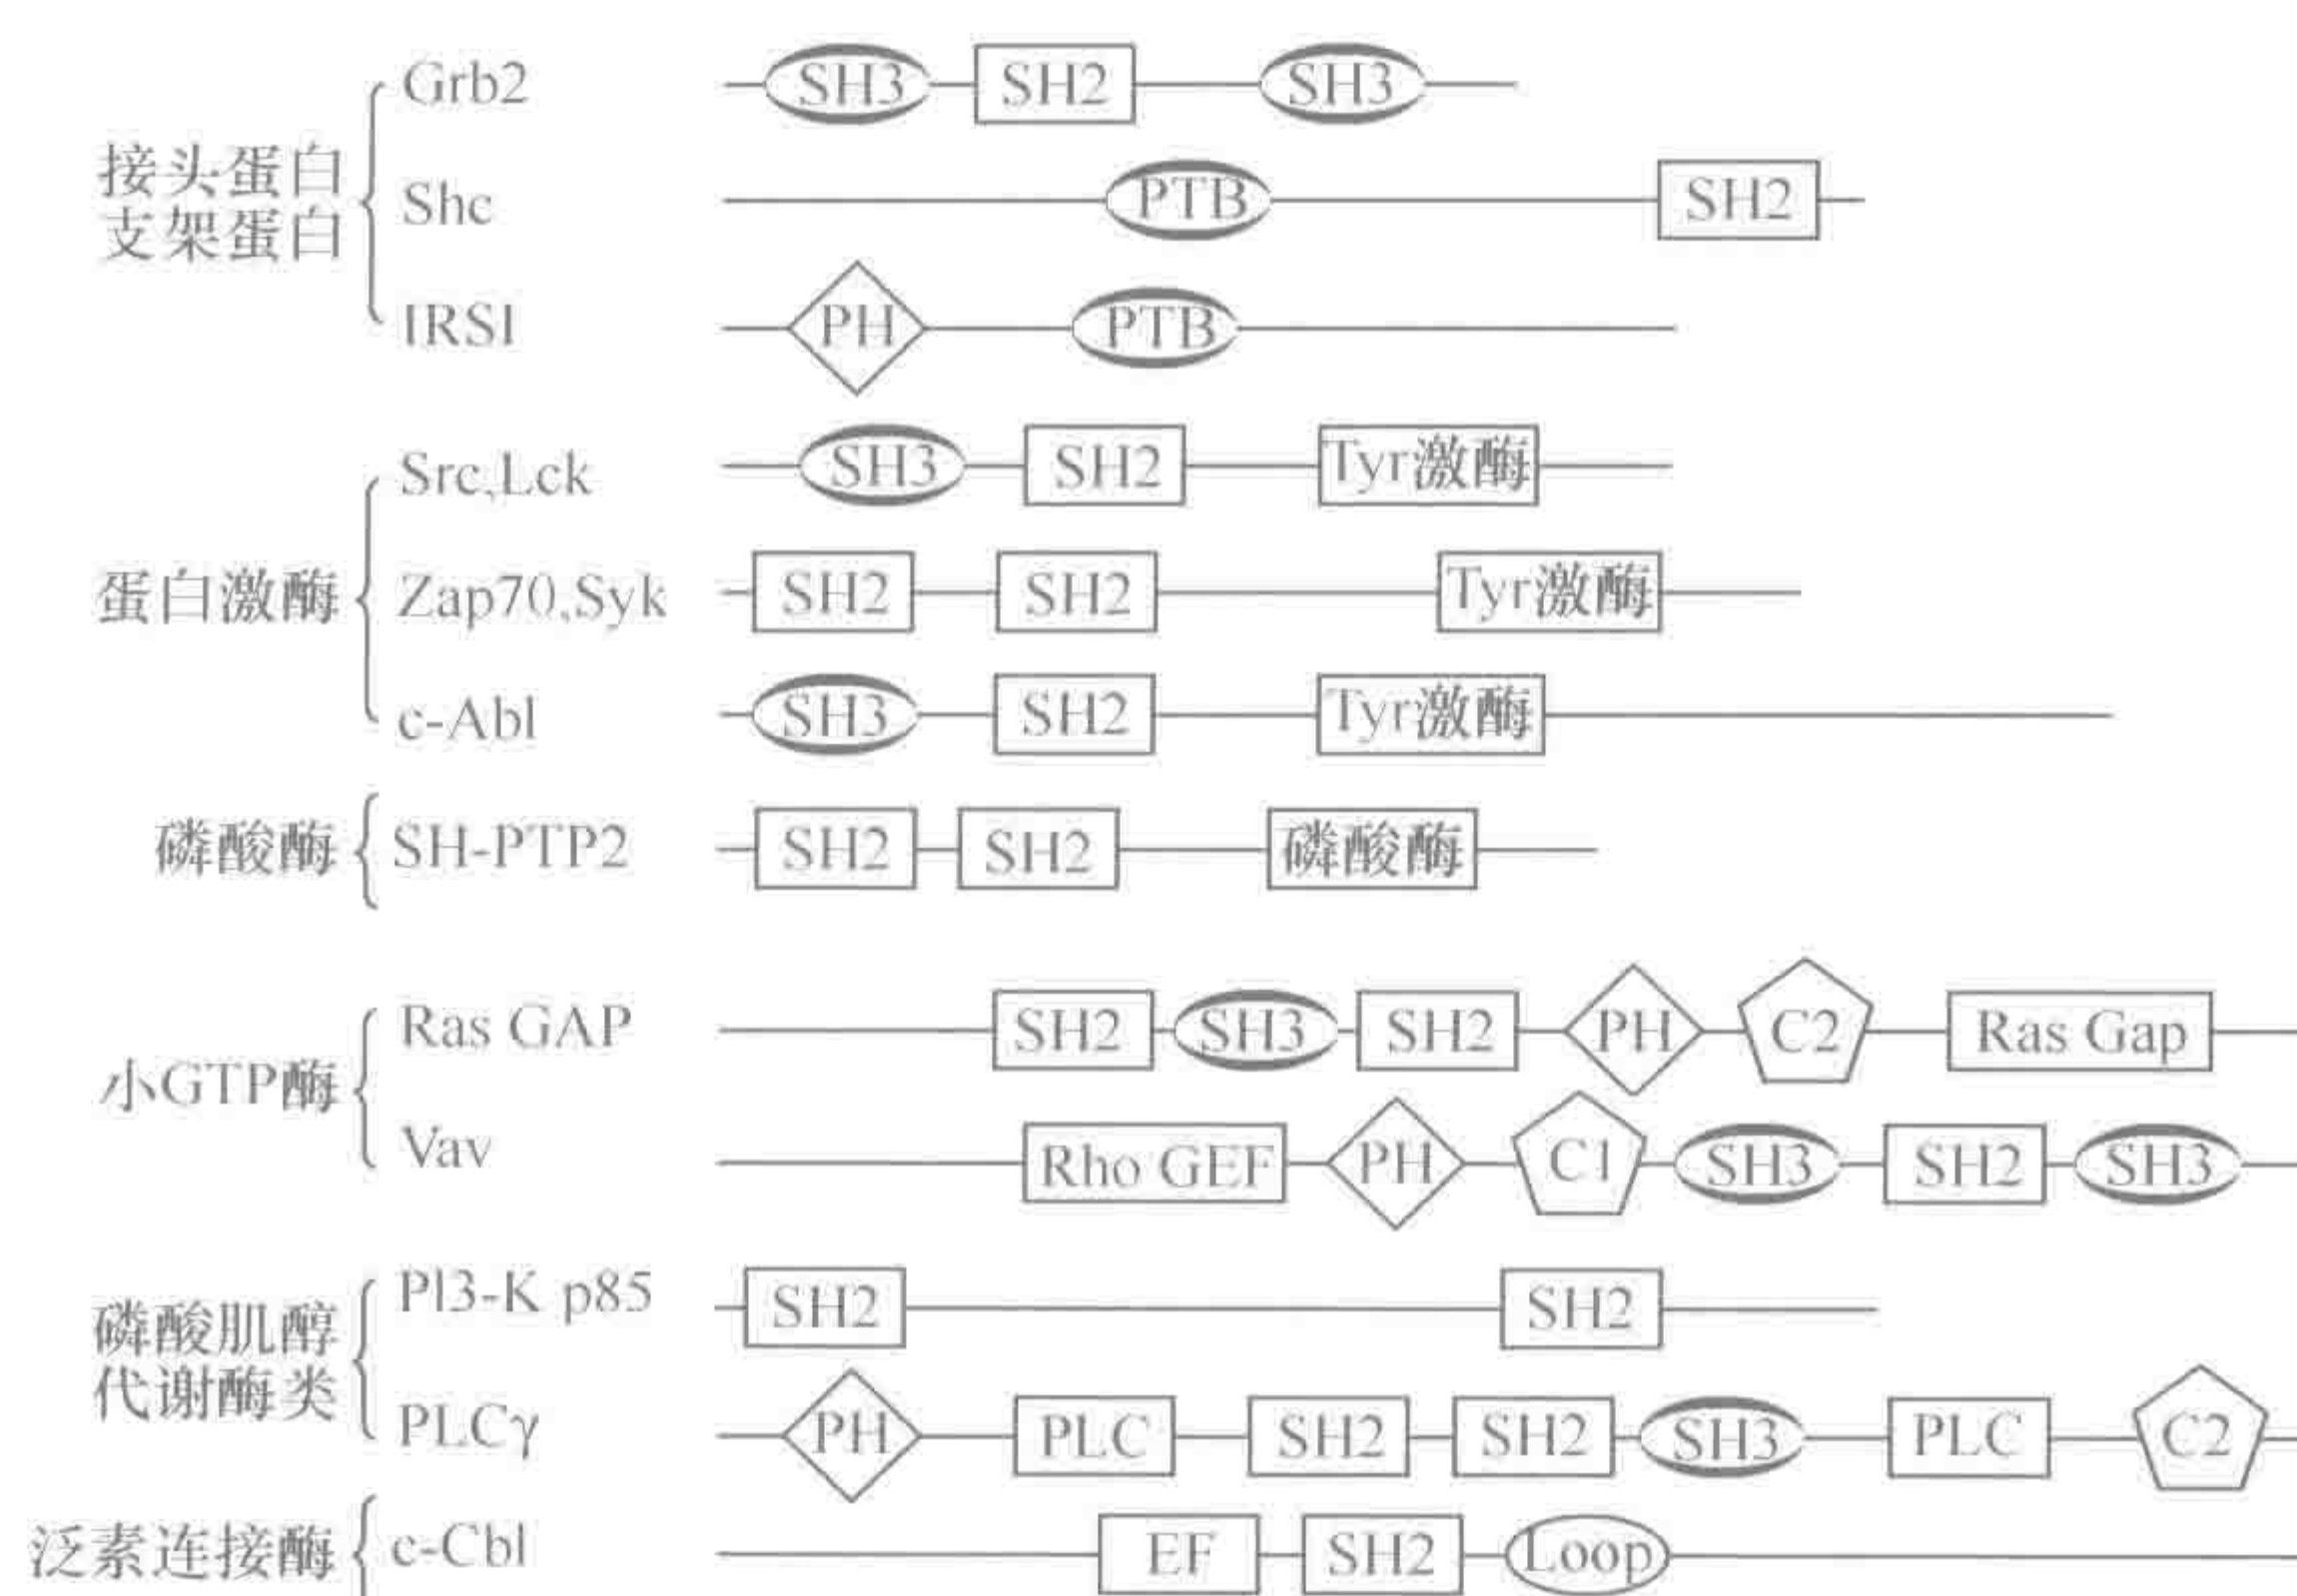 Grb2 SH3 SH2 SH3
接头蛋白
支架蛋白
Shc PTB SH2
IRSI PH PTB
Src,Lck SH3 SH2 Tyr激酶
蛋白激酶 Zap70,Syk SH2 SH2 Tyr激酶
c-Abl SH3 SH2 Tyr激酶
磷酸酶 SH-PTP2 SH2 SH2 磷酸酶
Ras GAP SH2 SH3 SH2 PH C2 Ras Gap
小GTP酶
Vav Rho GEF PH C1 SH3 SH2 SH3
PI3-K p85 SH2 SH2
磷酸肌醇
代谢酶类
PLCγ PH PLC SH2 SH2 SH3 PLC C2
泛素连接酶 c-Cbl EF SH2 Loop